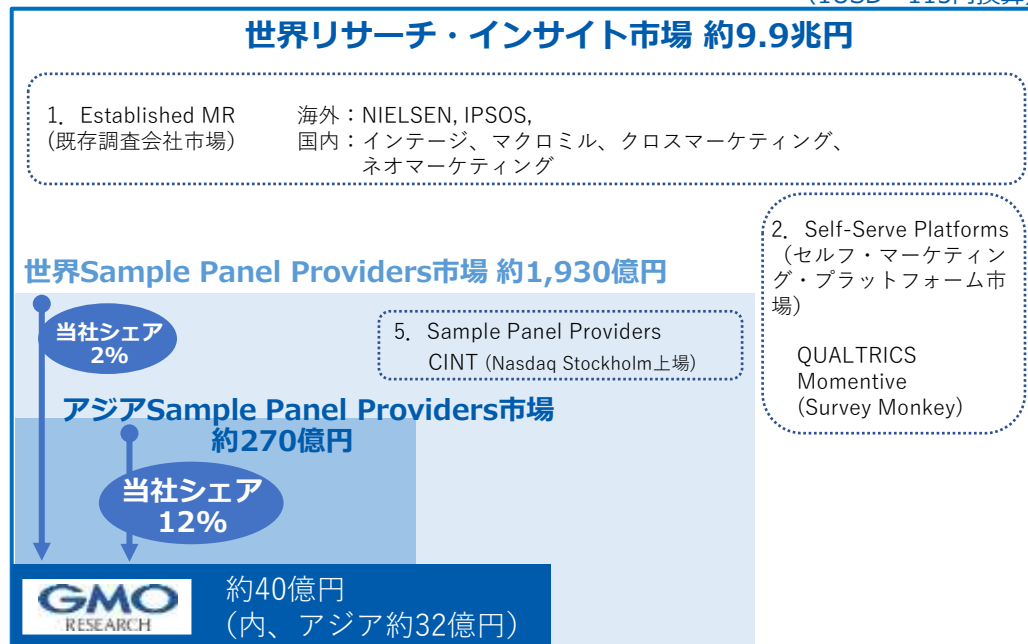 世界リサーチ・インサイト市場 約9.9兆円
1. Established MR
(既存調査会社市場)
海外：NIELSEN, IPSOS,
国内：インテージ、マクロミル、クロスマーケティング、
ネオマーケティング
2. Self-Serve Platforms
（セルフ・マーケティン
グ・プラットフォーム市
場）
QUALTRICS
Momentive
(Survey Monkey)
世界Sample Panel Providers市場 約1,930億円
当社シェア
2%
5. Sample Panel Providers
CINT (Nasdaq Stockholm上場)
アジアSample Panel Providers市場
約270億円
当社シェア
12%
GMO
RESEARCH
約40億円
（内、アジア約32億円）